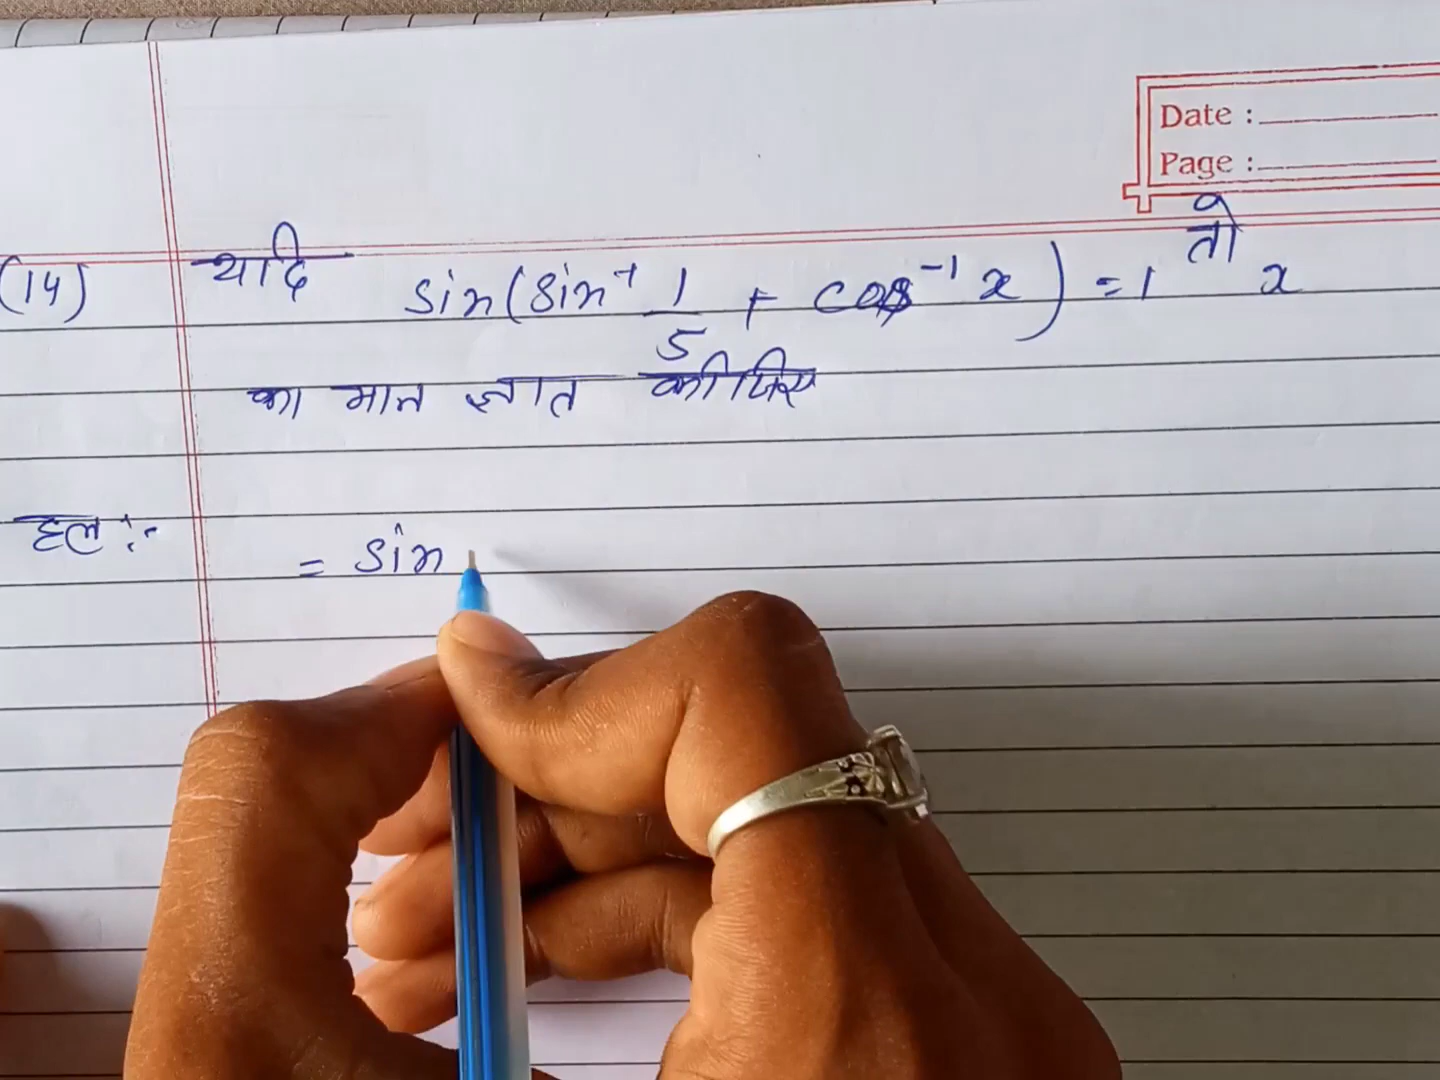 Date :
Page :
(14) यदि sin(sin⁻¹ 1/5 + cos⁻¹ x) = 1 तो x
का मान ज्ञात कीजिए
हल :- = sin